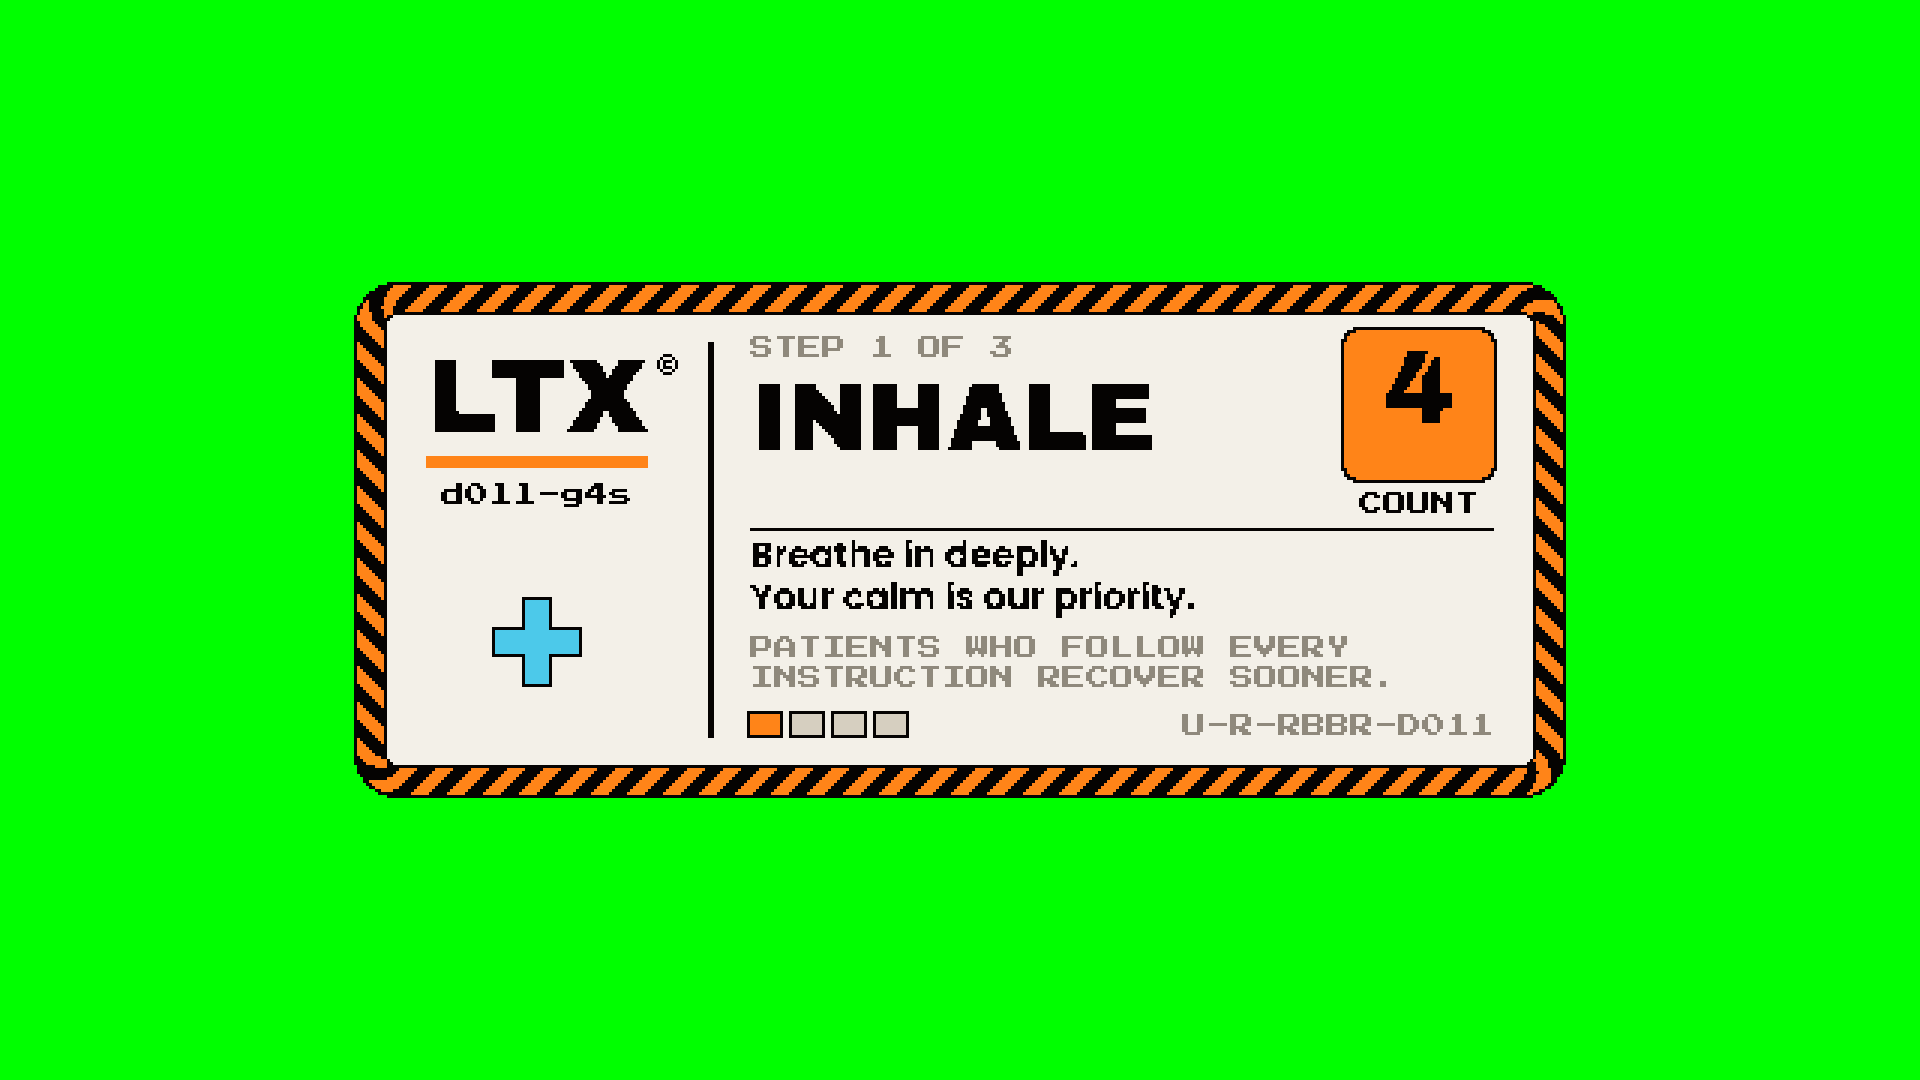 LTX©
d011-g4s
STEP 1 OF 3
INHALE
4
COUNT
Breathe in deeply.
Your calm is our priority.
PATIENTS WHO FOLLOW EVERY
INSTRUCTION RECOVER SOONER.
U-R-RBBR-D011